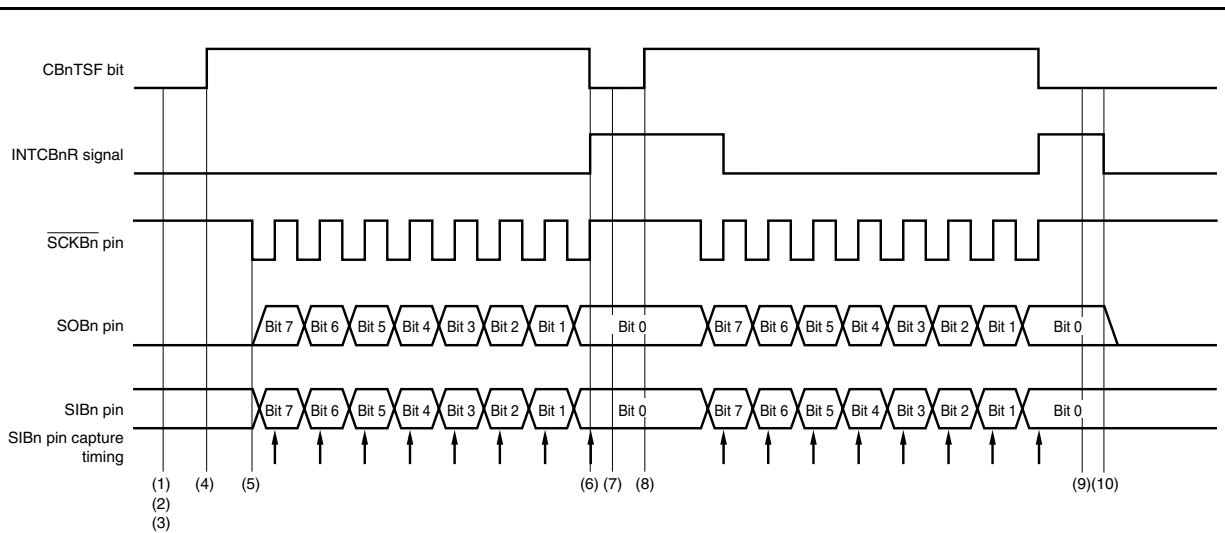 CBnTSF bit
INTCBnR signal
SCKBn pin
SOBn pin
Bit 7 Bit 6 Bit 5 Bit 4 Bit 3 Bit 2 Bit 1 Bit 0 Bit 7 Bit 6 Bit 5 Bit 4 Bit 3 Bit 2 Bit 1 Bit 0
SIBn pin
Bit 7 Bit 6 Bit 5 Bit 4 Bit 3 Bit 2 Bit 1 Bit 0 Bit 7 Bit 6 Bit 5 Bit 4 Bit 3 Bit 2 Bit 1 Bit 0
SIBn pin capture
timing
(1) (4) (5) (6) (7) (8) (9)(10)
(2)
(3)